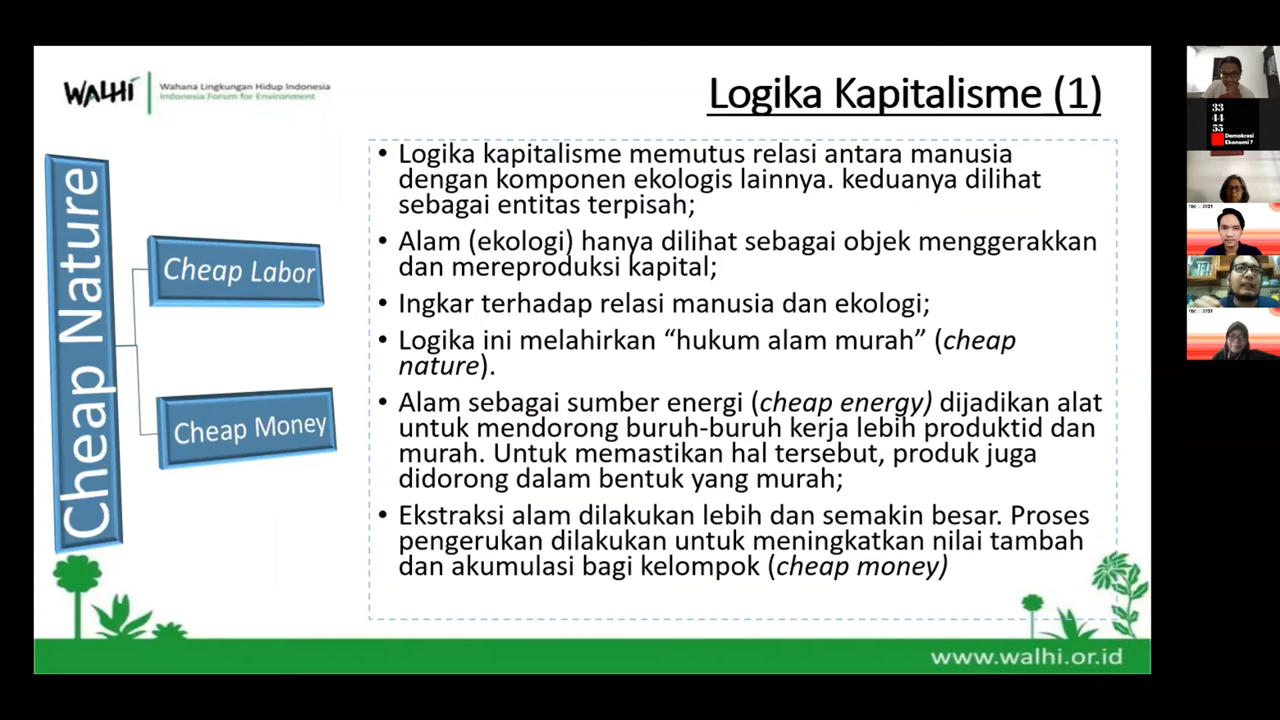 WALHI
Wahana Lingkungan Hidup Indonesia
Indonesia Forum for Environment
Logika Kapitalisme (1)
Cheap Nature
Cheap Labor
Cheap Money
• Logika kapitalisme memutus relasi antara manusia
dengan komponen ekologis lainnya. keduanya dilihat
sebagai entitas terpisah;
• Alam (ekologi) hanya dilihat sebagai objek menggerakkan
dan mereproduksi kapital;
• Ingkar terhadap relasi manusia dan ekologi;
• Logika ini melahirkan “hukum alam murah” (cheap
nature).
• Alam sebagai sumber energi (cheap energy) dijadikan alat
untuk mendorong buruh-buruh kerja lebih produktid dan
murah. Untuk memastikan hal tersebut, produk juga
didorong dalam bentuk yang murah;
• Ekstraksi alam dilakukan lebih dan semakin besar. Proses
pengerukan dilakukan untuk meningkatkan nilai tambah
dan akumulasi bagi kelompok (cheap money)
www.walhi.or.id
33
44
55
Demokrasi
Ekonomi?